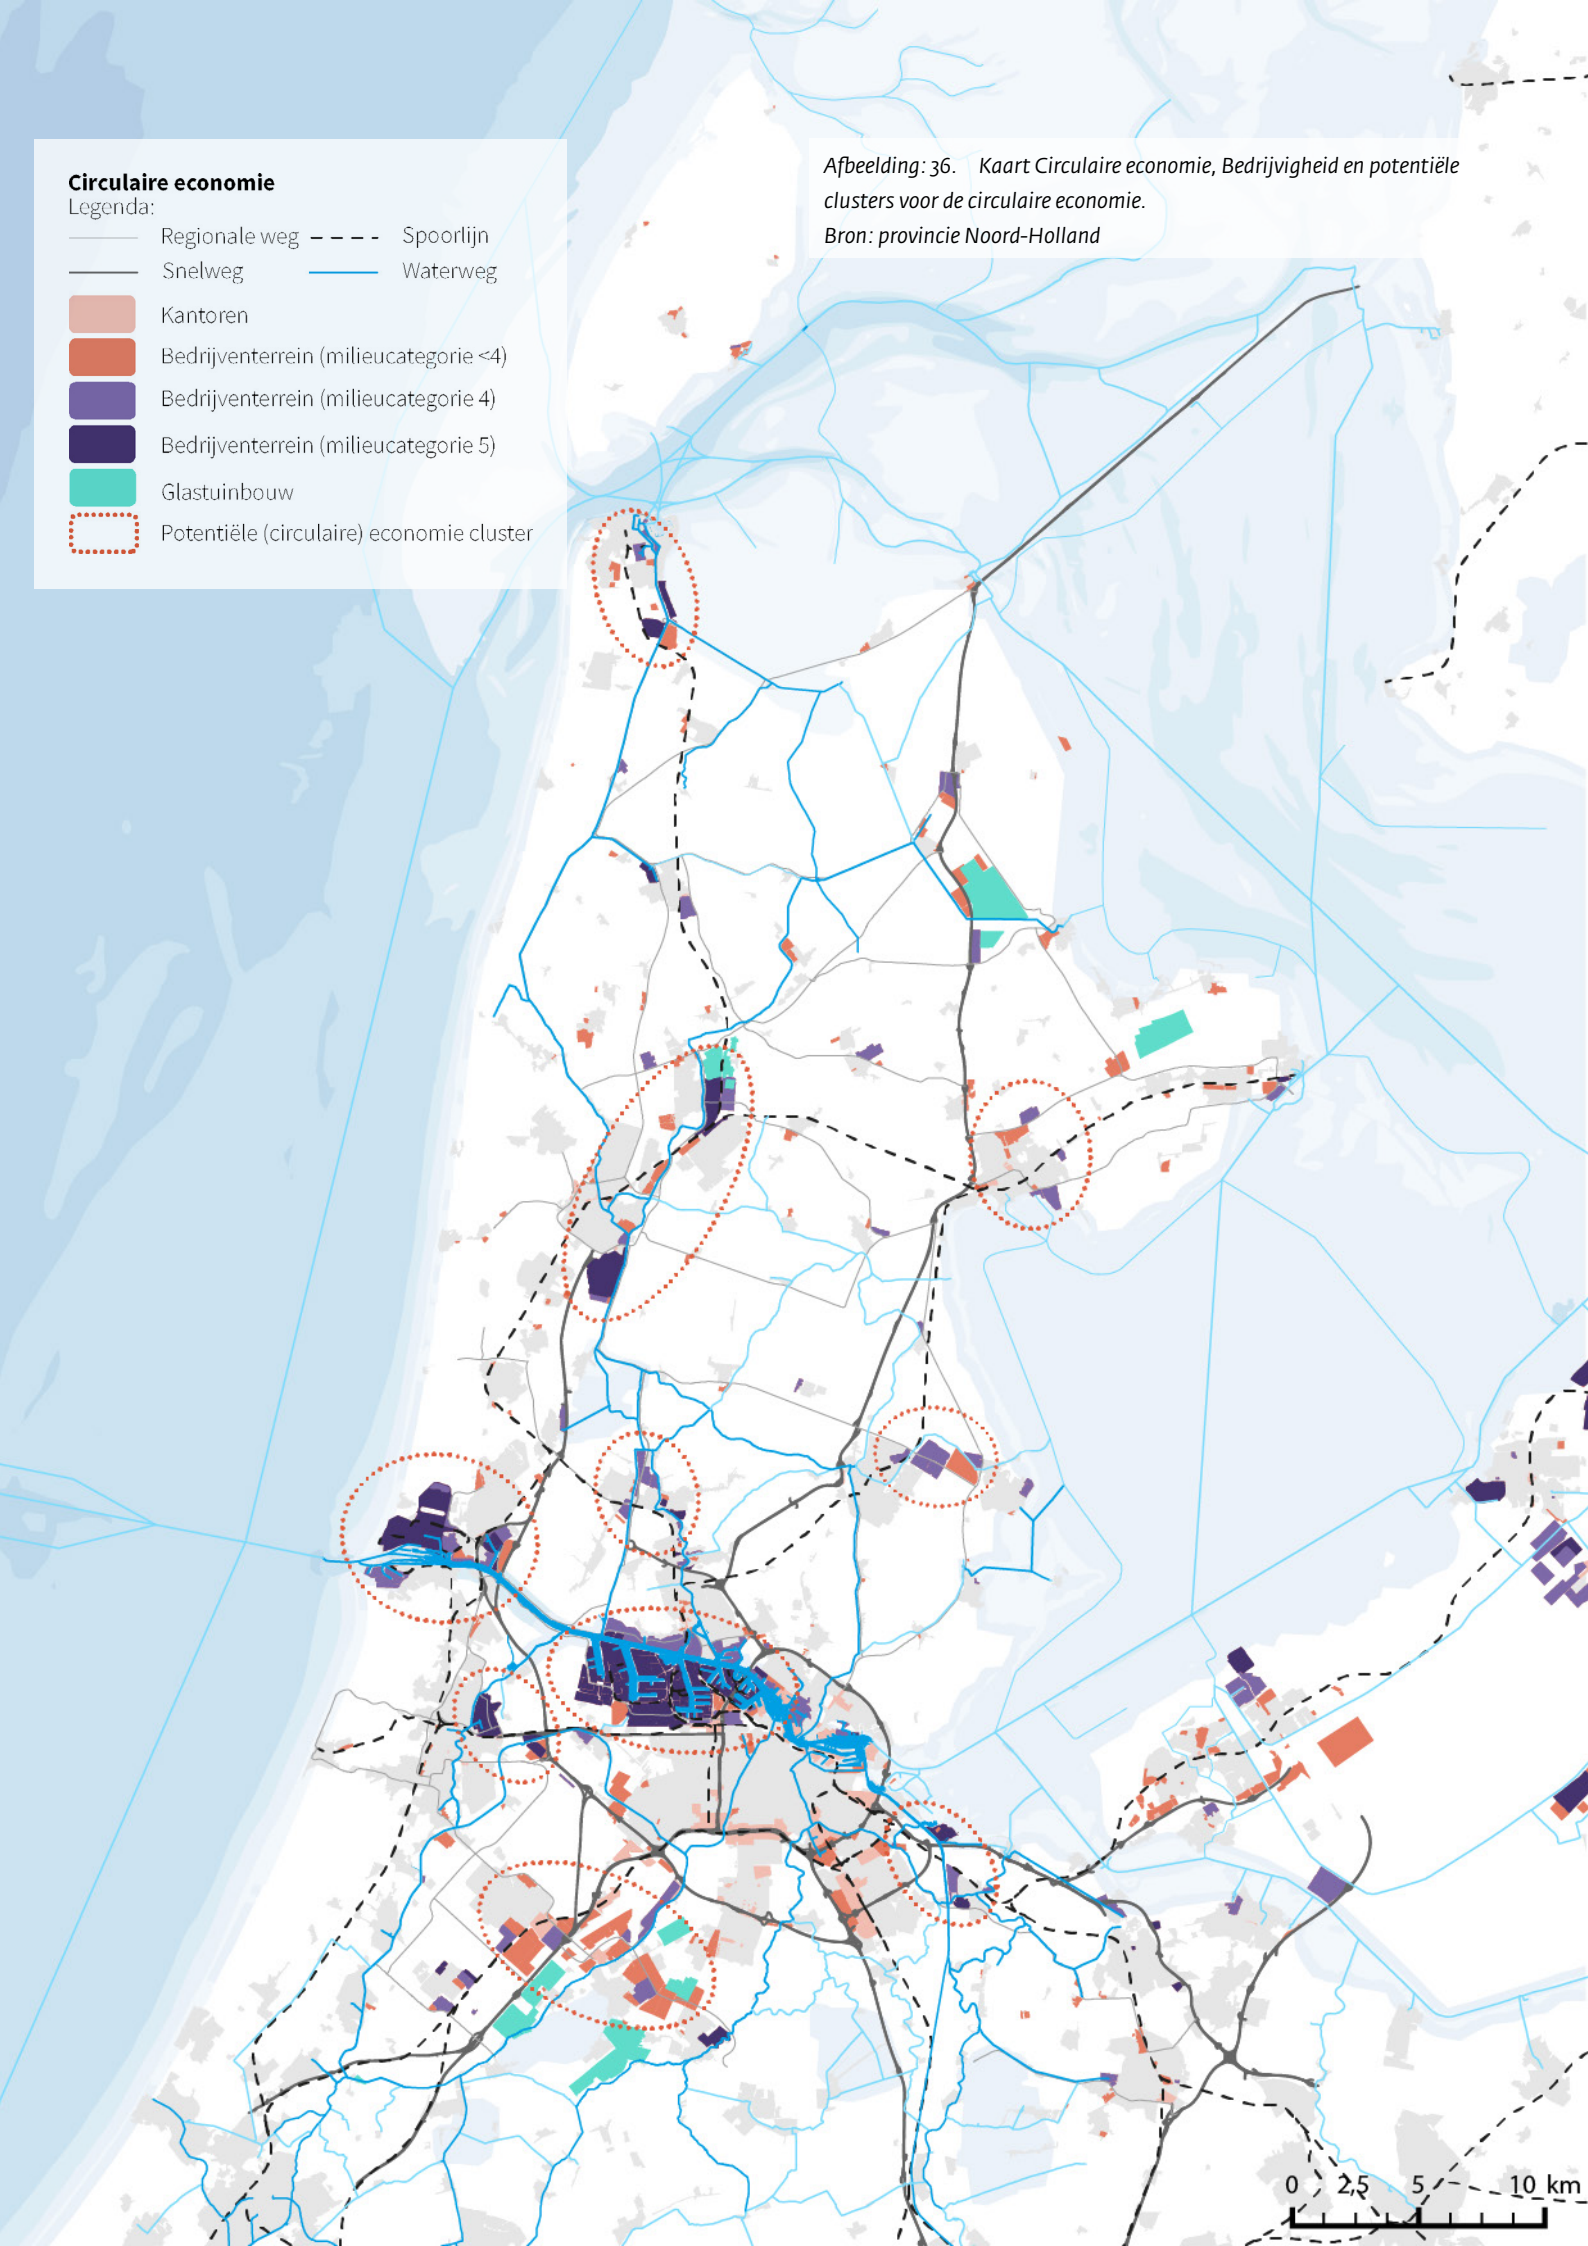 Circulaire economie
Legenda:
Regionale weg
Spoorlijn
Snelweg
Waterweg
Kantoren
Bedrijventerrein (milieucategorie <4)
Bedrijventerrein (milieucategorie 4)
Bedrijventerrein (milieucategorie 5)
Glastuinbouw
Potentiële (circulaire) economie cluster
Afbeelding: 36. Kaart Circulaire economie, Bedrijvigheid en potentiële
clusters voor de circulaire economie.
Bron: provincie Noord-Holland
0 2,5 5 10 km